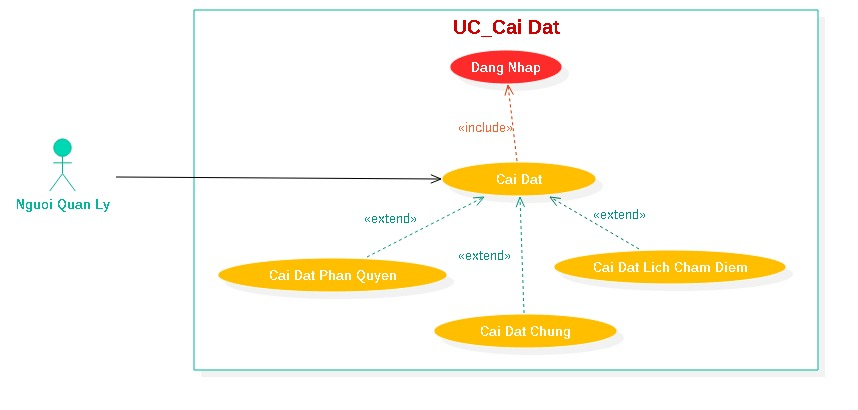 UC_Cai Dat
Dang Nhap
«include»
Cai Dat
Nguoi Quan Ly
«extend»
«extend»
«extend»
Cai Dat Phan Quyen
Cai Dat Lich Cham Diem
Cai Dat Chung